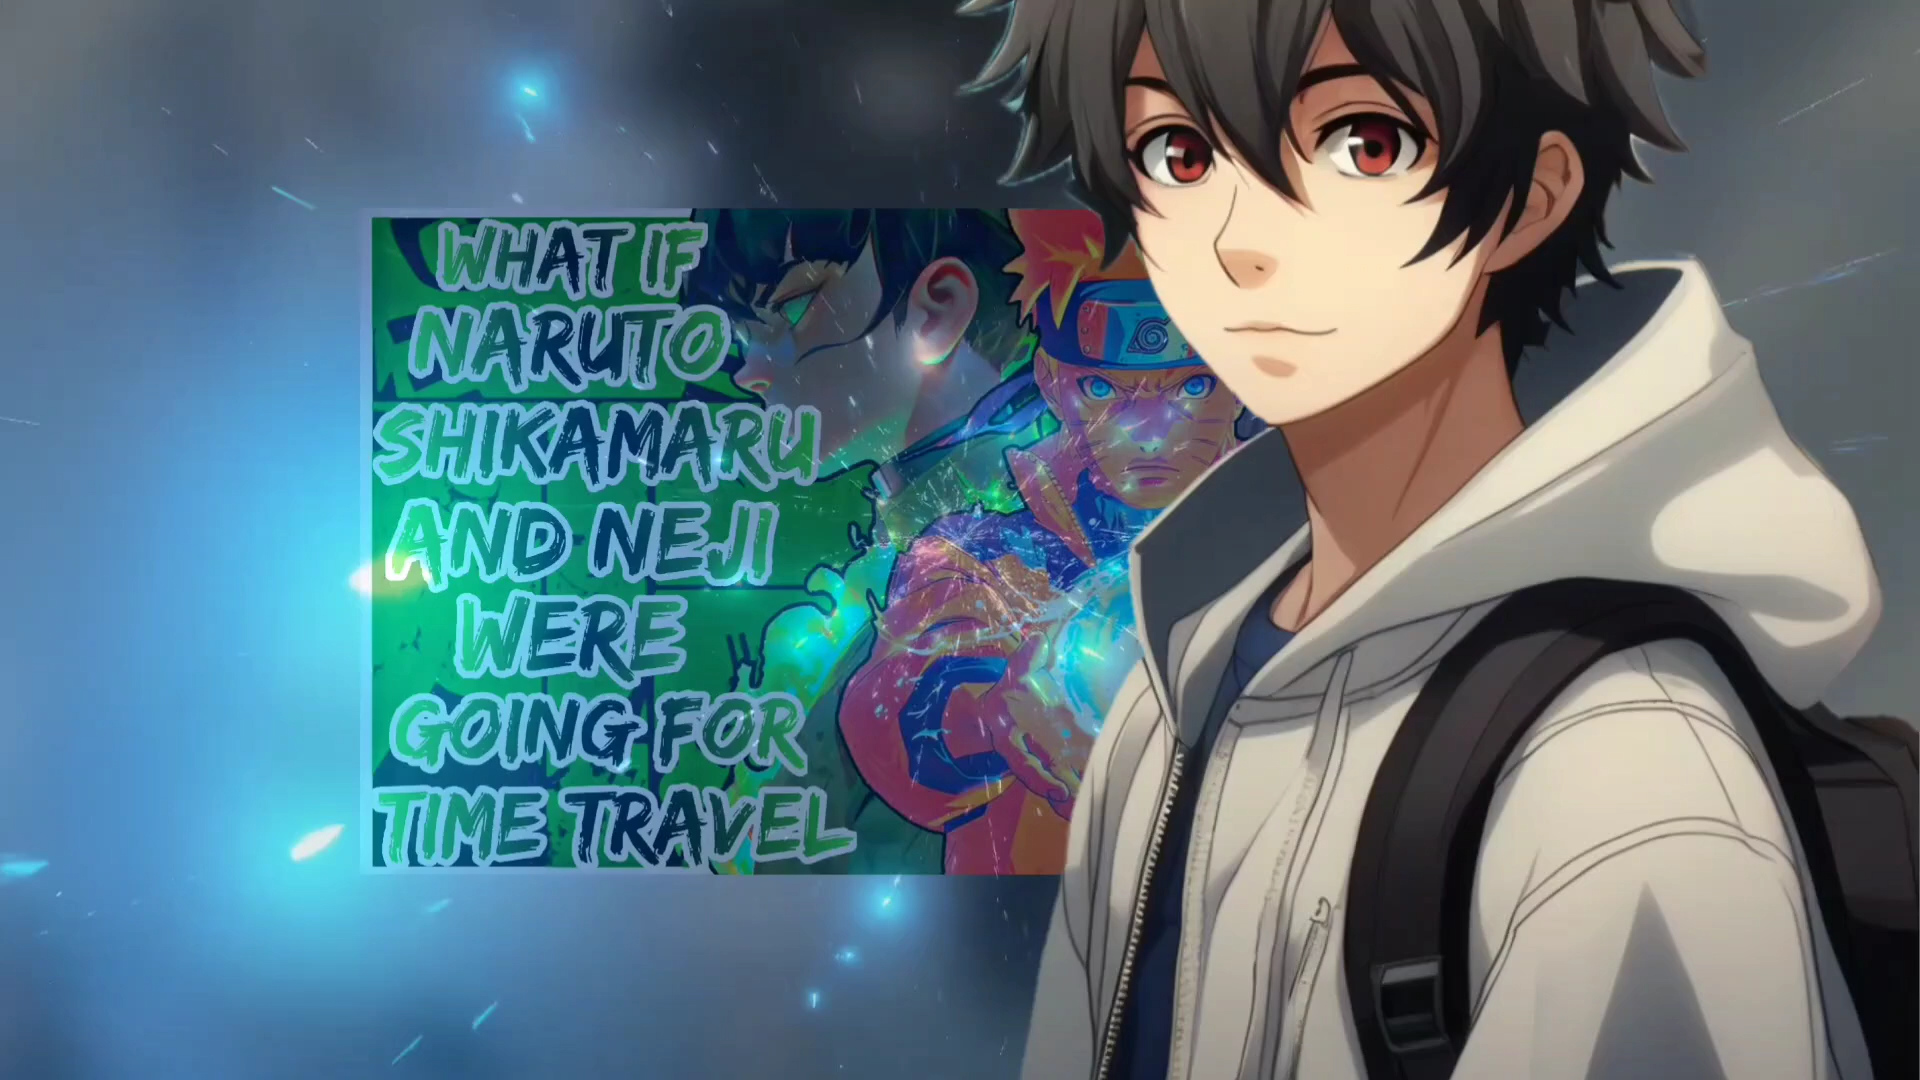 WHAT IF
NARUTO
SHIKAMARU
AND NEJI
WERE
GOING FOR
TIME TRAVEL